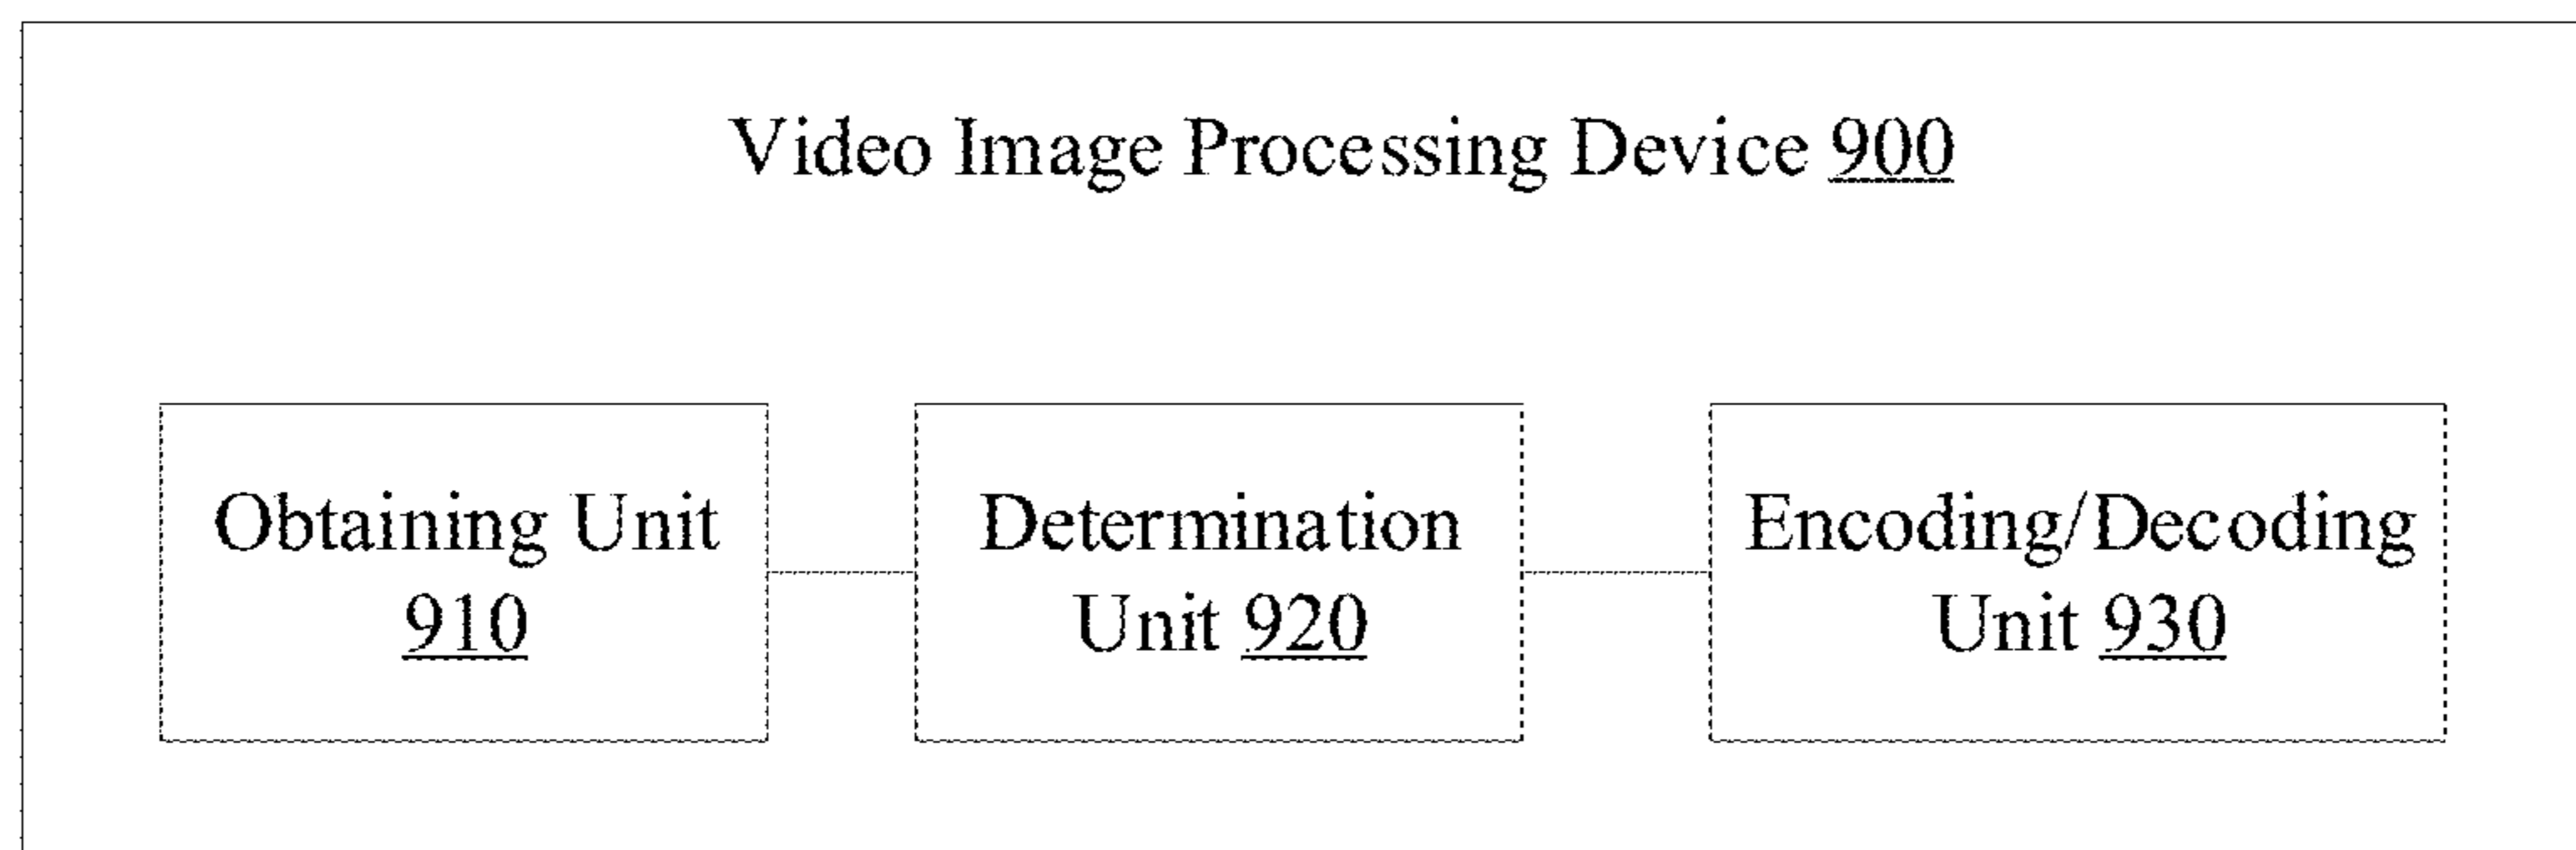 Video Image Processing Device 900
Obtaining Unit
910
Determination
Unit 920
Encoding/Decoding
Unit 930